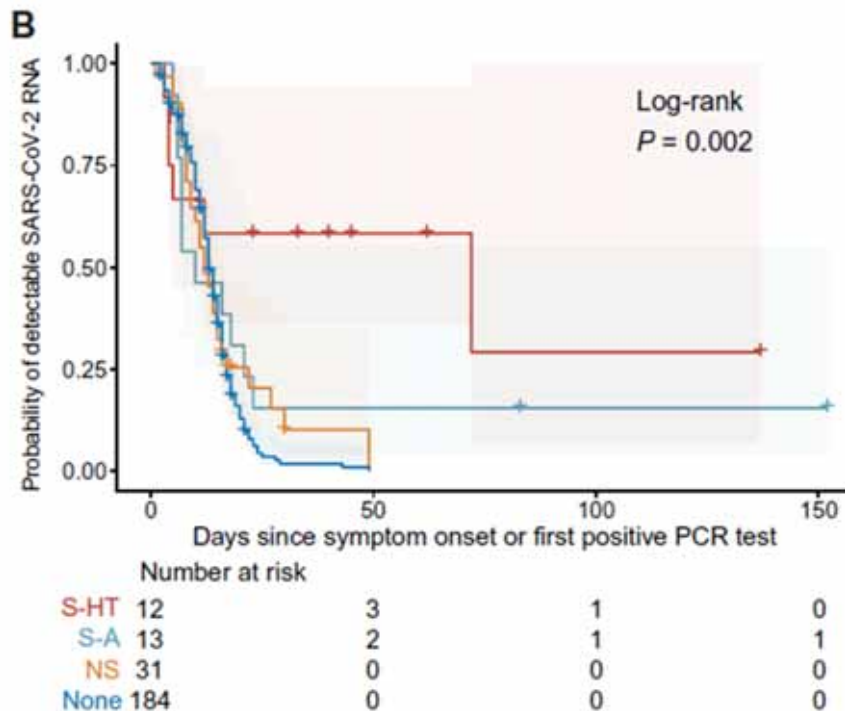 B
Probability of detectable SARS-CoV-2 RNA
1.00
0.75
0.50
0.25
0.00
Log-rank
P = 0.002
0 50 100 150
Days since symptom onset or first positive PCR test
Number at risk
S-HT 12 3 1 0
S-A 13 2 1 1
NS 31 0 0 0
None 184 0 0 0